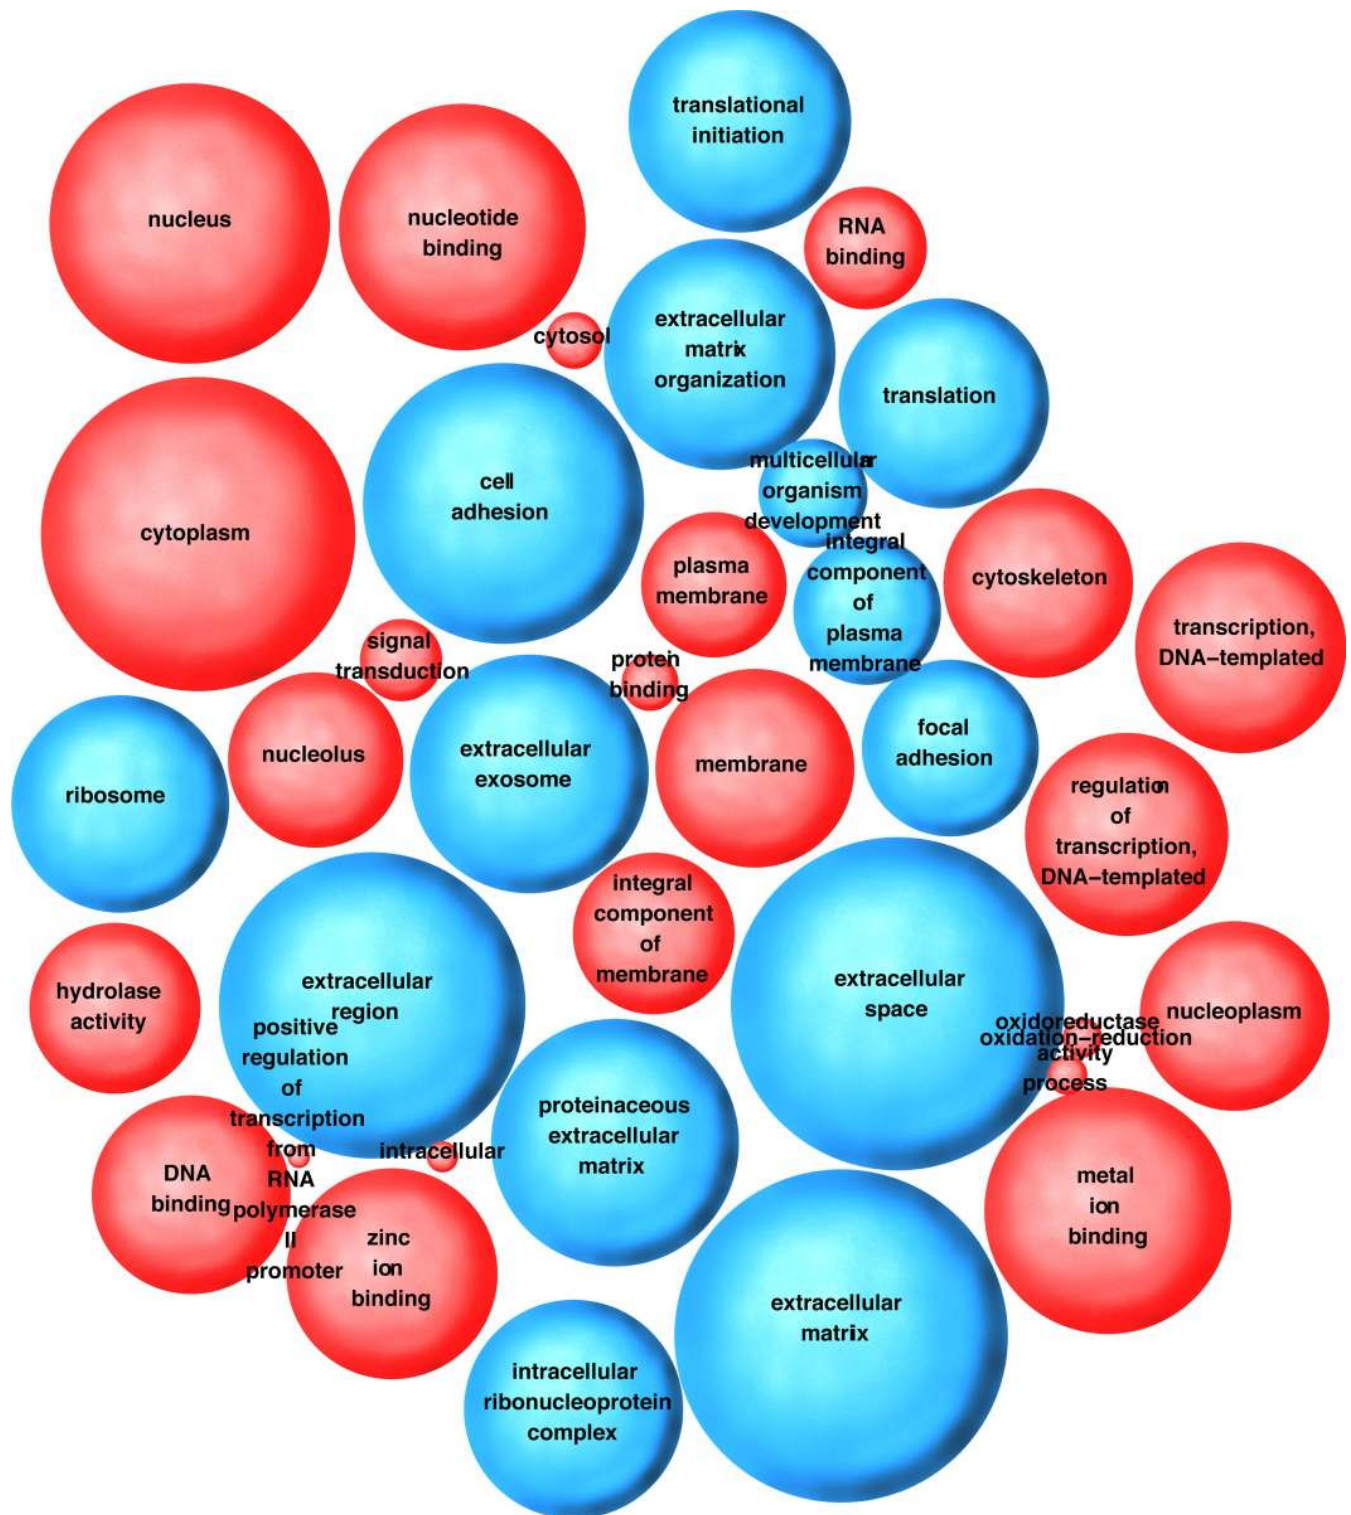 translational
initiation
nucleus
nucleotide
binding
RNA
binding
cytosol
extracellular
matrix
organization
translation
cell
adhesion
multicellular
organism
development
cytoplasm
plasma
membrane
integral
component
of
plasma
membrane
cytoskeleton
transcription,
DNA-templated
signal
transduction
protein
binding
nucleolus
extracellular
exosome
membrane
focal
adhesion
ribosome
regulation
of
transcription,
DNA-templated
integral
component
of
membrane
hydrolase
activity
extracellular
region
extracellular
space
nucleoplasm
oxidoreductase
activity
oxidation-reduction
process
positive
regulation
of
transcription
from
RNA
polymerase
II
promoter
intracellular
proteinaceous
extracellular
matrix
DNA
binding
metal
ion
binding
zinc
ion
binding
extracellular
matrix
intracellular
ribonucleoprotein
complex